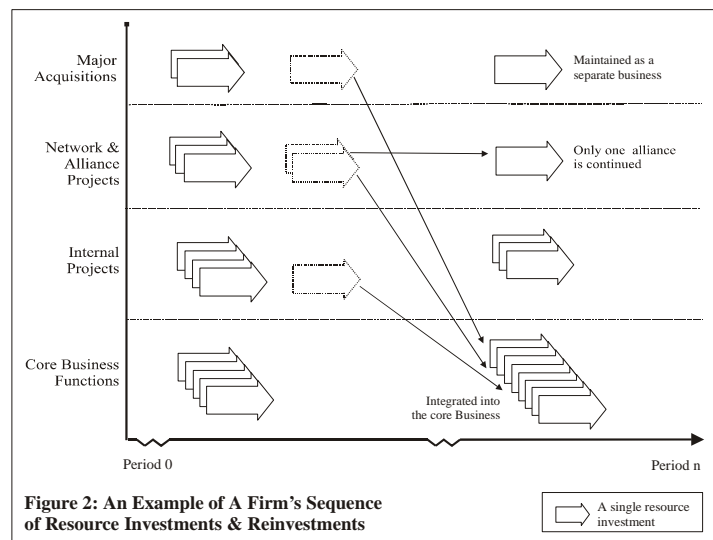 Major
Acquisitions
Maintained as a
separate business
Network &
Alliance
Projects
Only one alliance
is continued
Internal
Projects
Core Business
Functions
Integrated into
the core Business
Period 0
Period n
Figure 2: An Example of A Firm's Sequence
of Resource Investments & Reinvestments
A single resource
investment